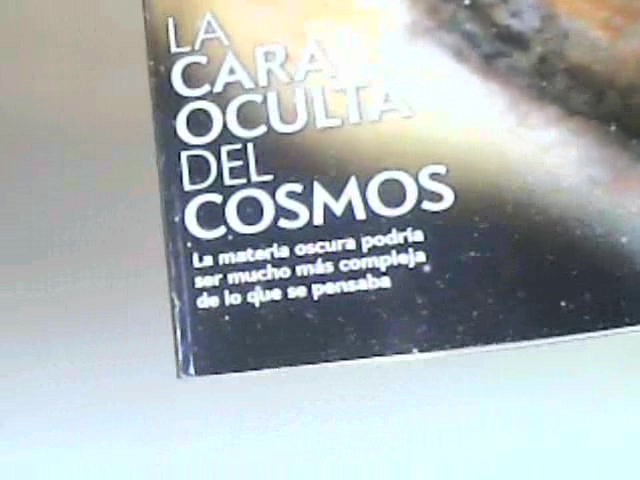 LA
CARA
OCULTA
DEL
COSMOS
La materia oscura podría
ser mucho más compleja
de lo que se pensaba